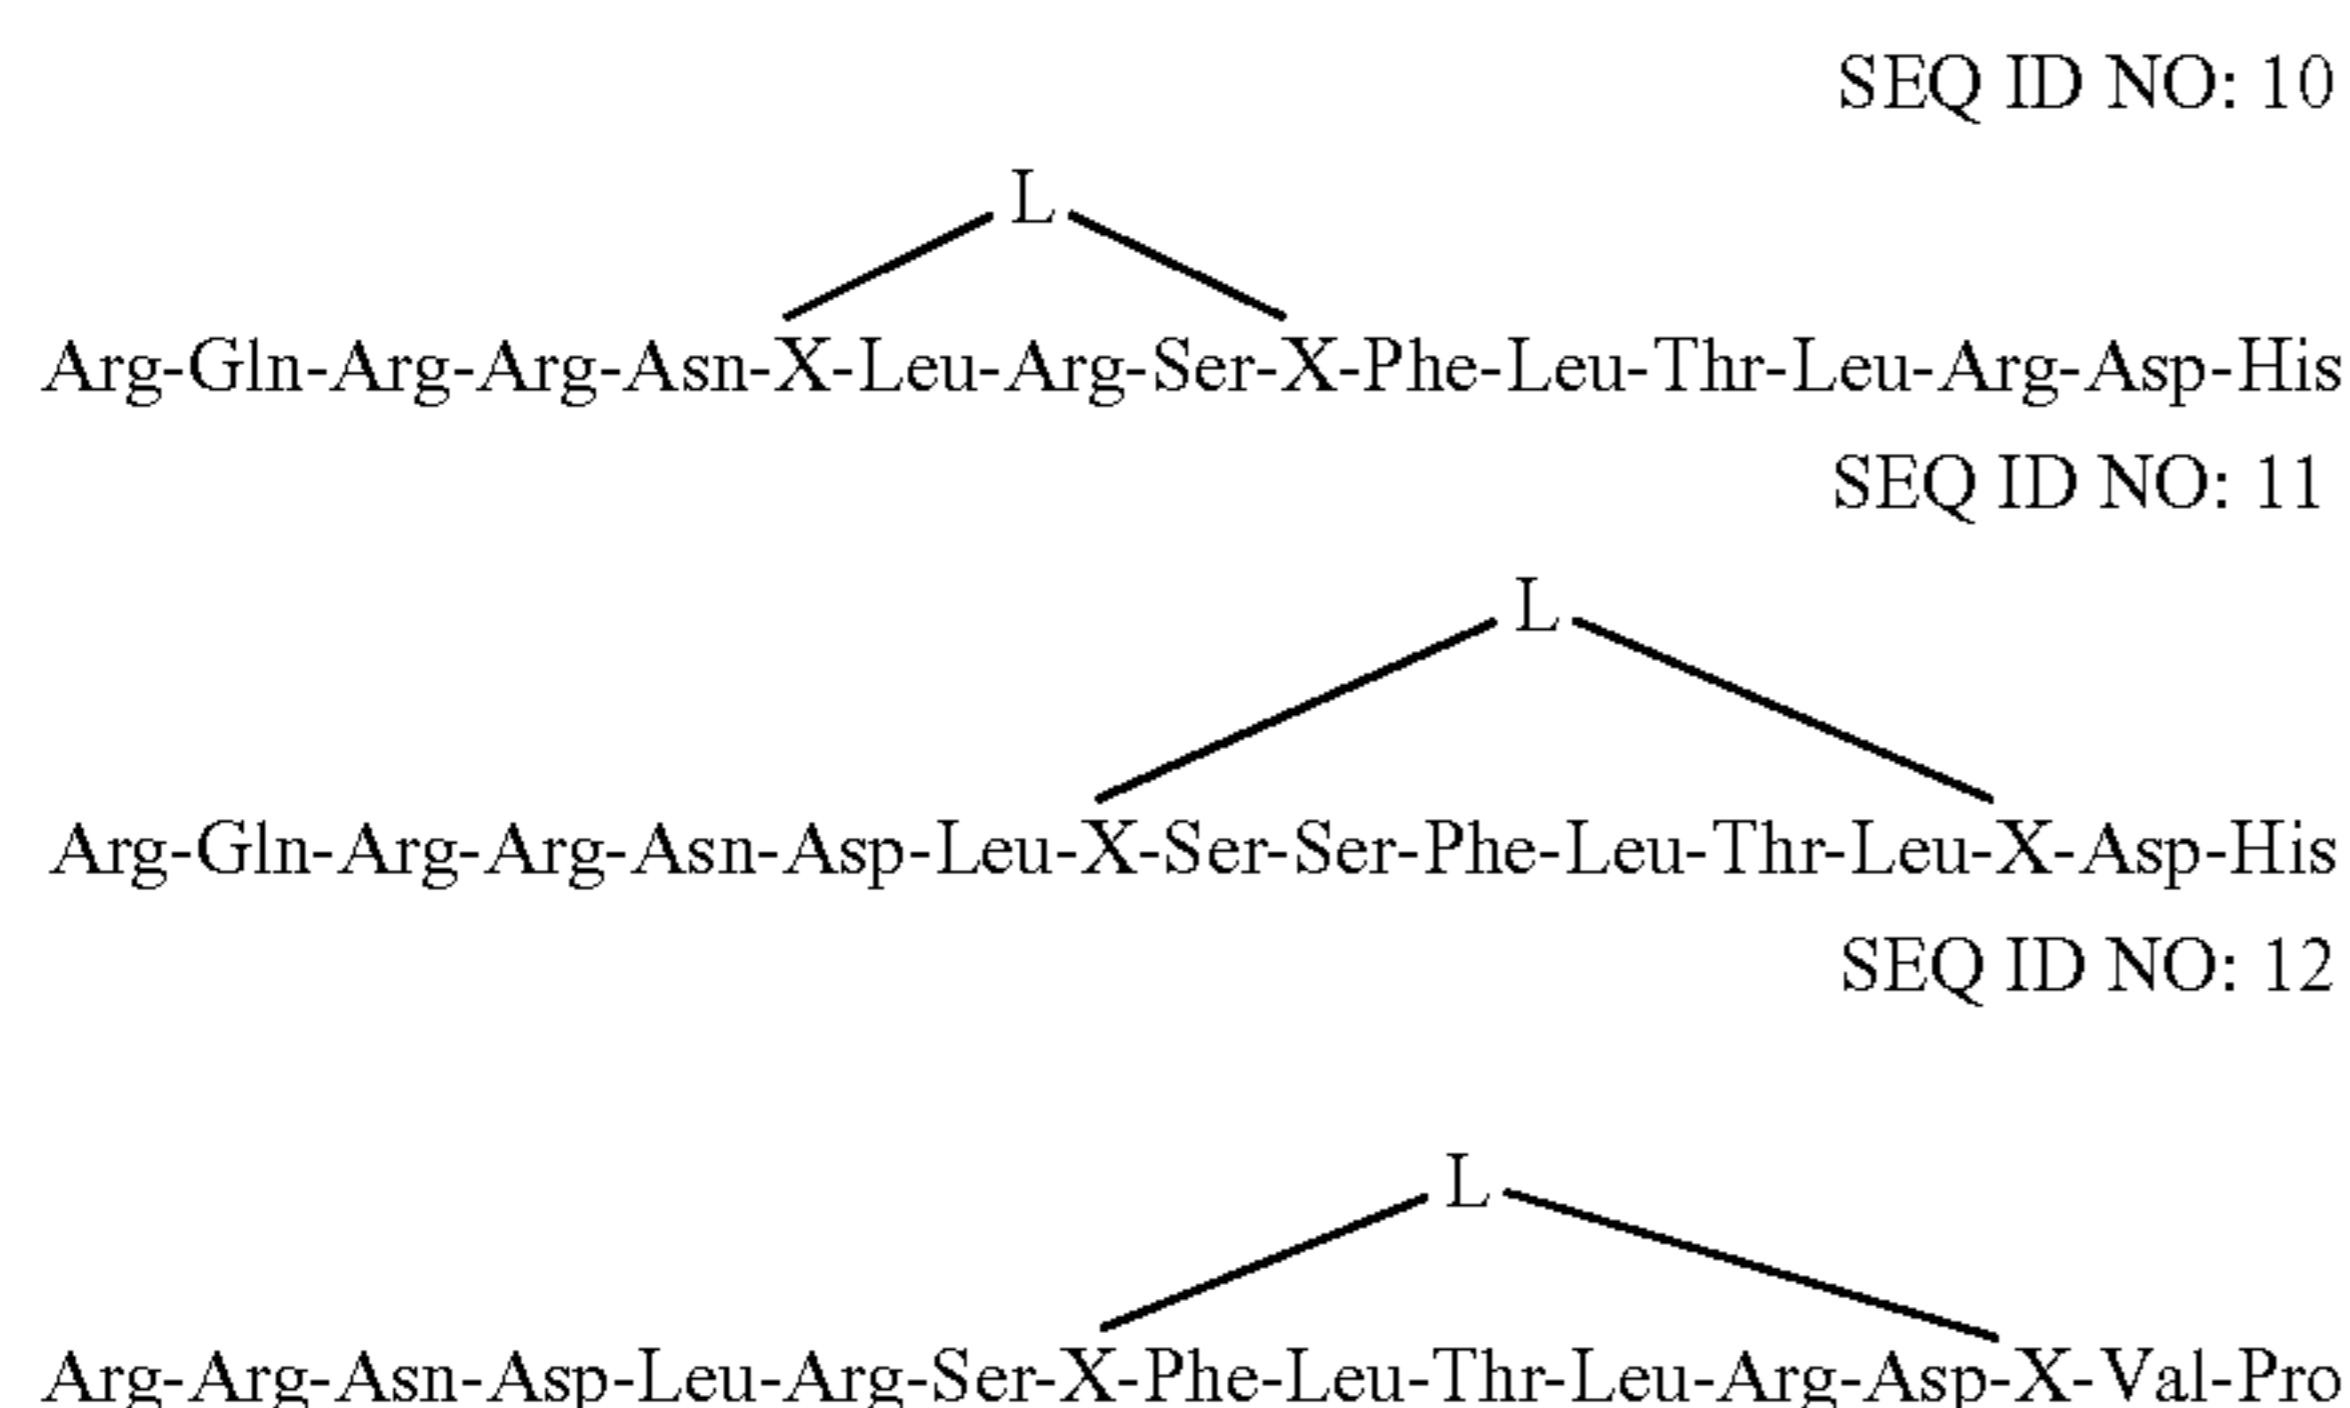 SEQ ID NO: 10
L
Arg-Gln-Arg-Arg-Asn-X-Leu-Arg-Ser-X-Phe-Leu-Thr-Leu-Arg-Asp-His
SEQ ID NO: 11
L
Arg-Gln-Arg-Arg-Asn-Asp-Leu-X-Ser-Ser-Phe-Leu-Thr-Leu-X-Asp-His
SEQ ID NO: 12
L
Arg-Arg-Asn-Asp-Leu-Arg-Ser-X-Phe-Leu-Thr-Leu-Arg-Asp-X-Val-Pro